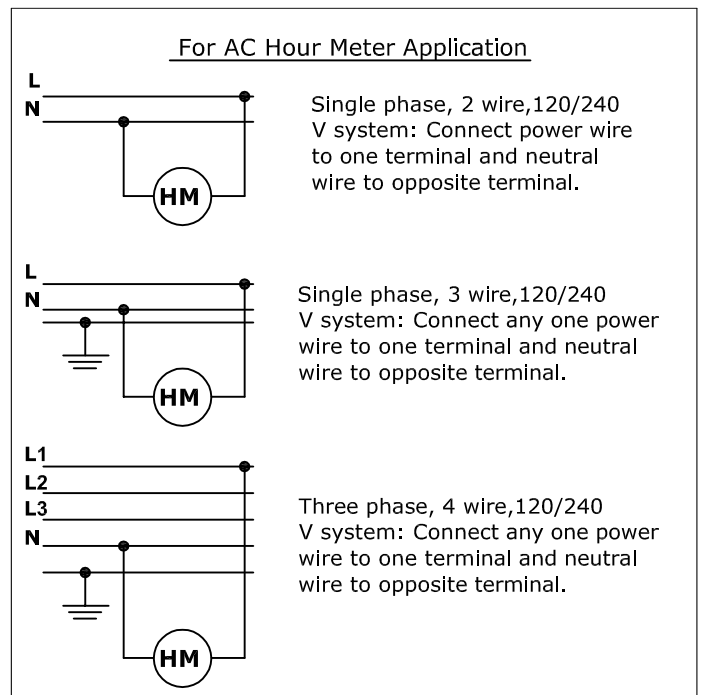 For AC Hour Meter Application
L
N
HM
Single phase, 2 wire,120/240
V system: Connect power wire
to one terminal and neutral
wire to opposite terminal.
L
N
HM
Single phase, 3 wire,120/240
V system: Connect any one power
wire to one terminal and neutral
wire to opposite terminal.
L1
L2
L3
N
HM
Three phase, 4 wire,120/240
V system: Connect any one power
wire to one terminal and neutral
wire to opposite terminal.